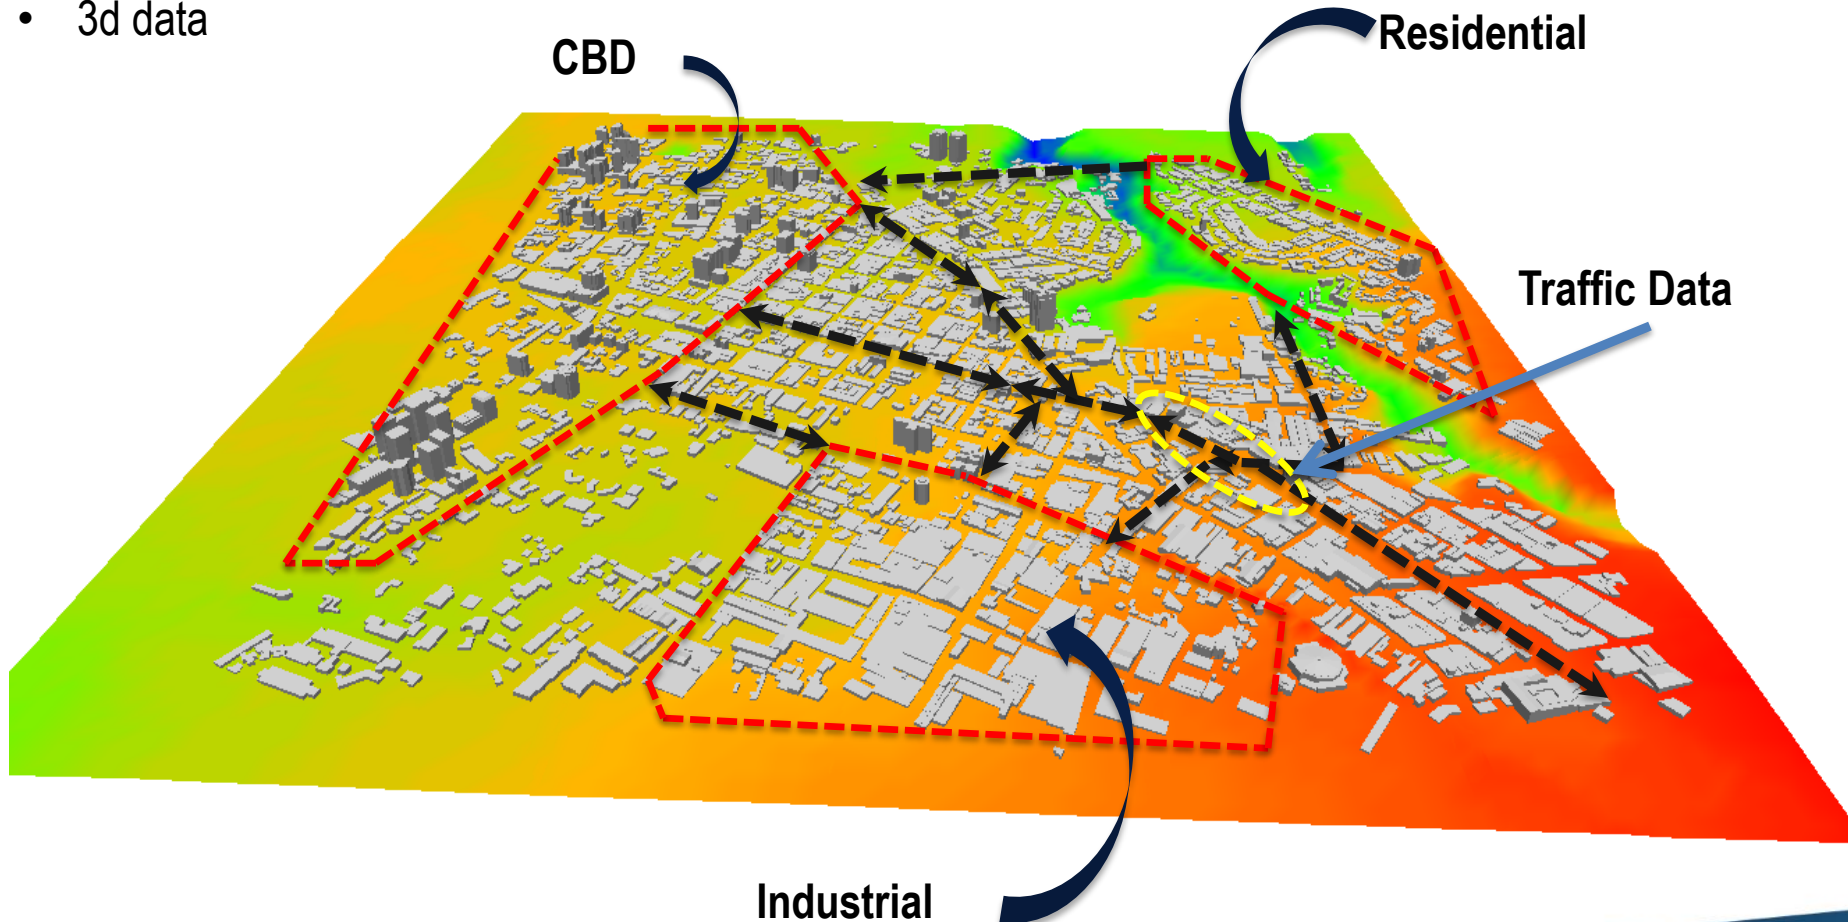 • 3d data
CBD
Residential
Traffic Data
Industrial